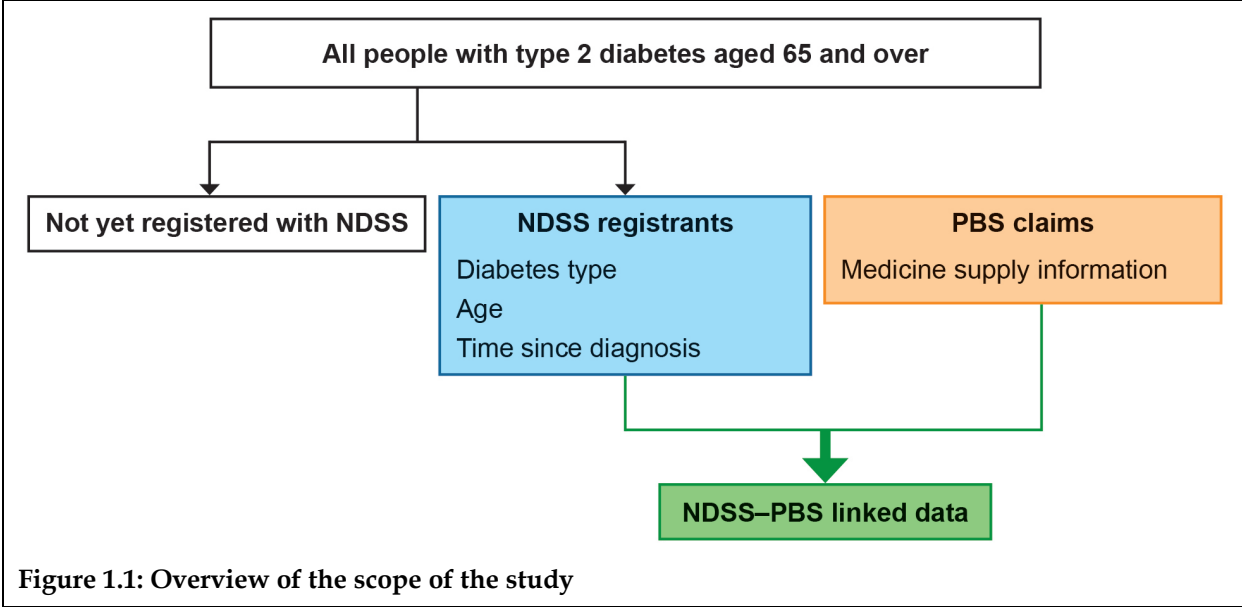 All people with type 2 diabetes aged 65 and over
Not yet registered with NDSS
NDSS registrants
Diabetes type
Age
Time since diagnosis
PBS claims
Medicine supply information
NDSS–PBS linked data
Figure 1.1: Overview of the scope of the study